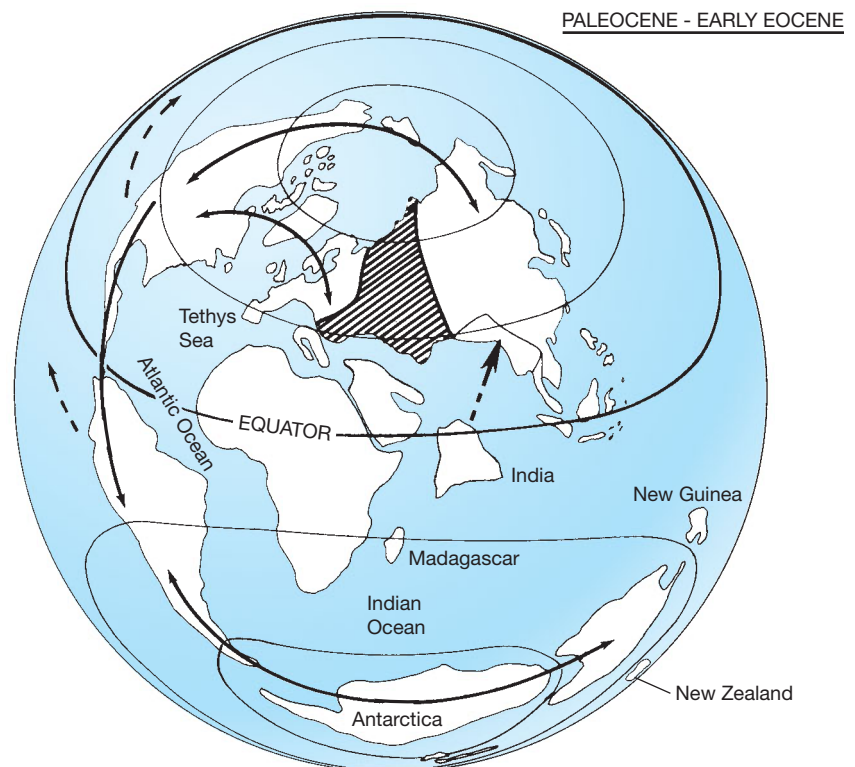 PALEOCENE - EARLY EOCENE
Tethys
Sea
Atlantic Ocean
EQUATOR
India
New Guinea
Madagascar
Indian
Ocean
New Zealand
Antarctica